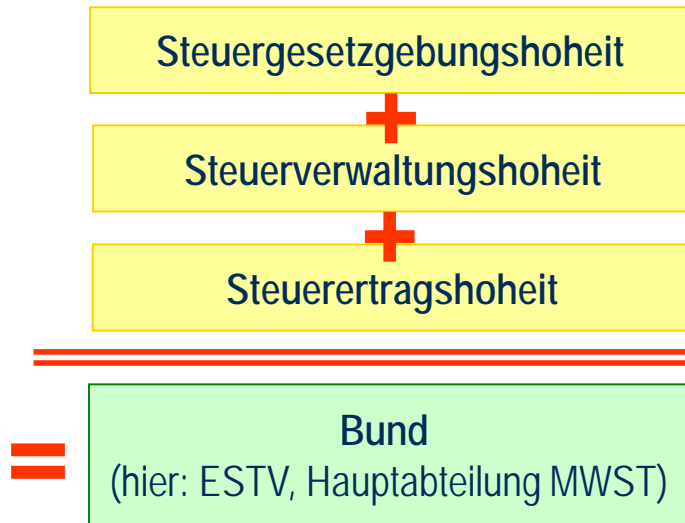 Steuergesetzgebungshoheit
+
Steuerverwaltungshoheit
+
Steuerertragshoheit
=
Bund
(hier: ESTV, Hauptabteilung MWST)